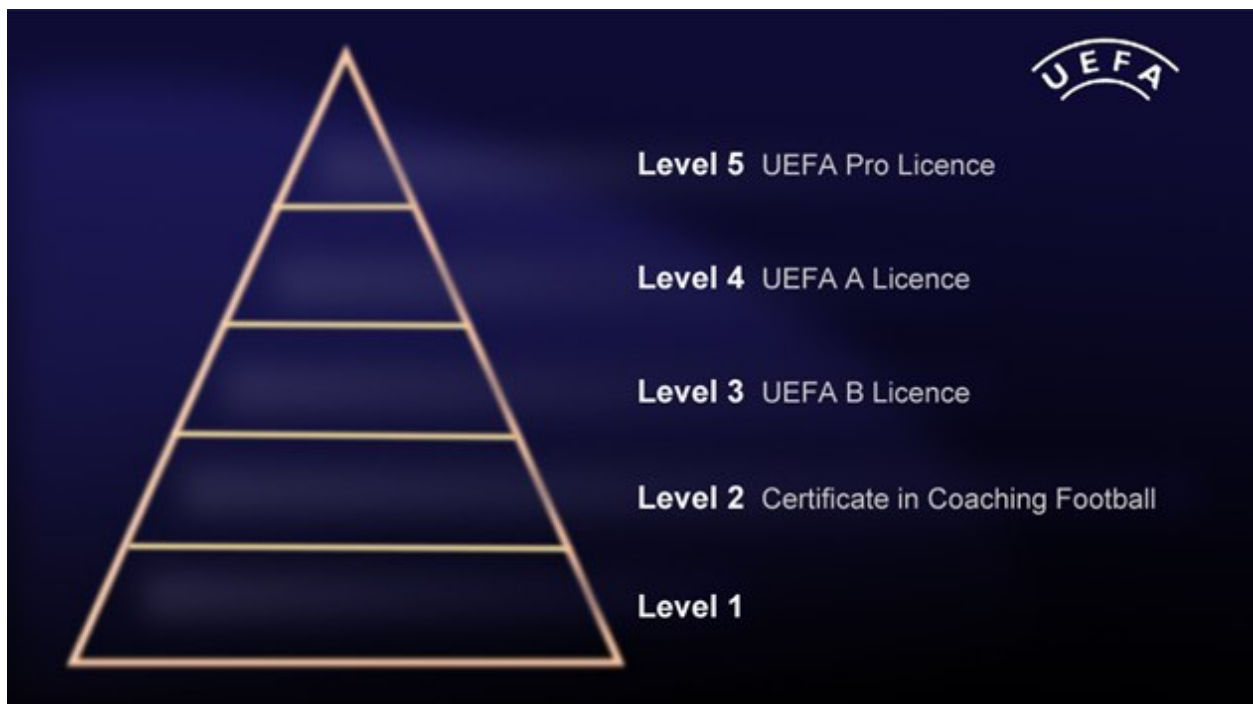 UEFA
Level 5 UEFA Pro Licence
Level 4 UEFA A Licence
Level 3 UEFA B Licence
Level 2 Certificate in Coaching Football
Level 1